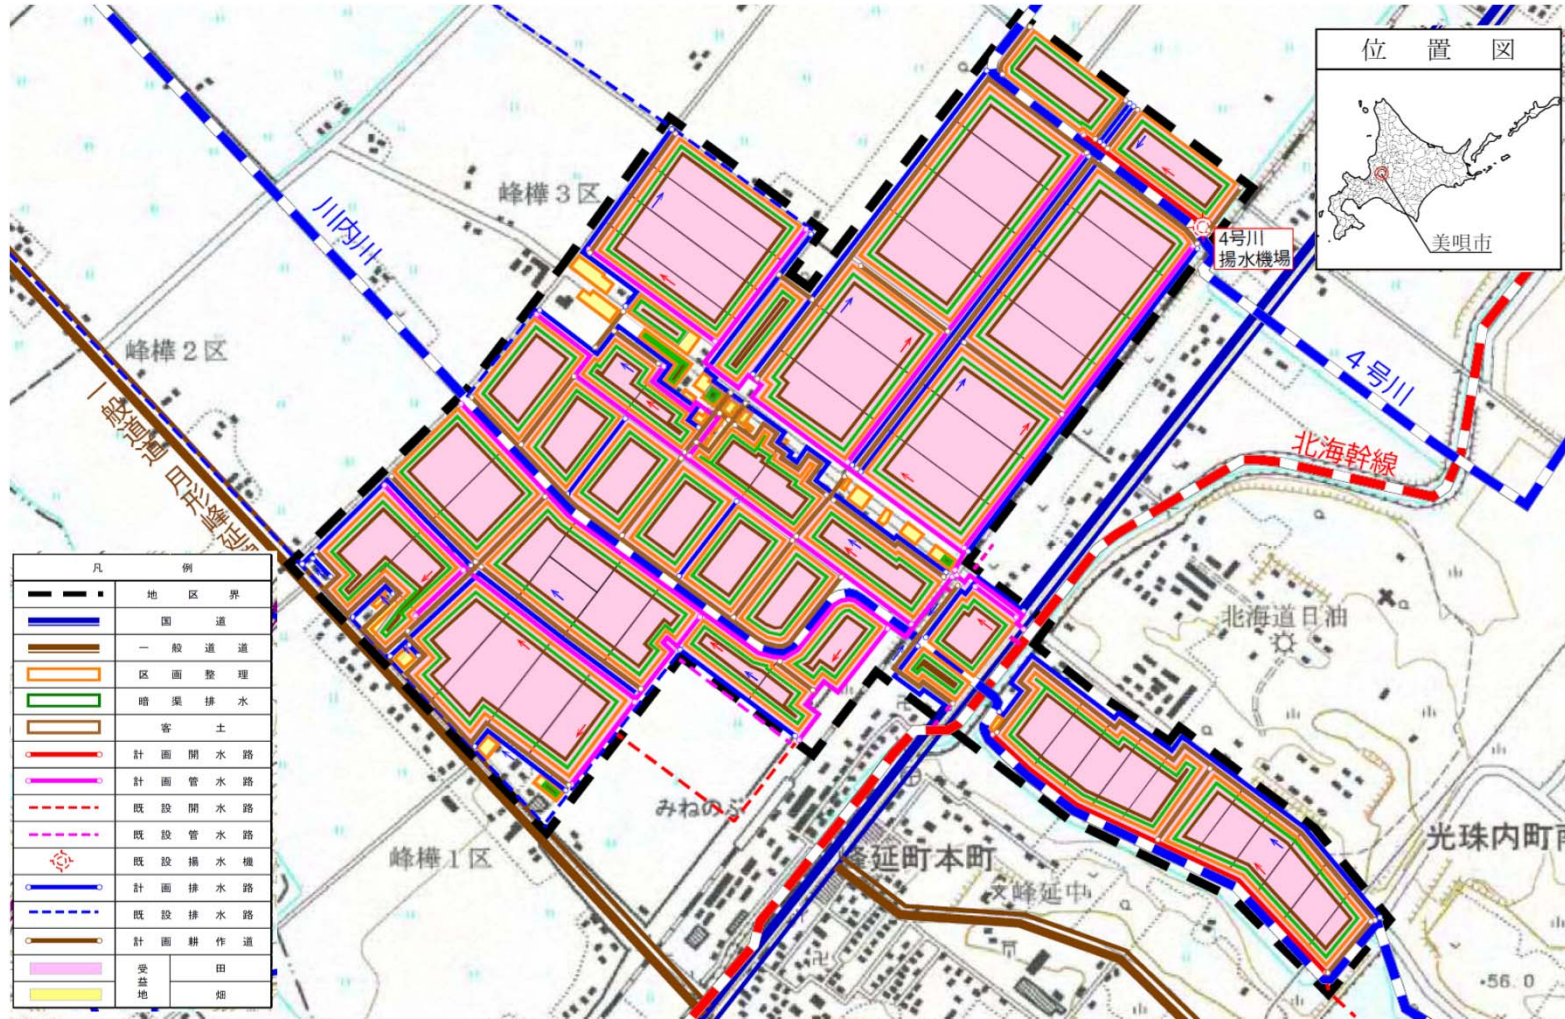 位置図
美唄市
4号川
揚水機場
4号川
北海幹線
北海道日油
光珠内町南
峰樺3区
川内川
峰樺2区
一般道道 月形峰延線
みねのぶ
峰樺1区
峰延町本町
峰延中
56.0
凡例
地区界
国道
一般道道
区画整理
暗渠排水
客土
計画開水路
計画管水路
既設開水路
既設管水路
既設揚水機
計画排水路
既設排水路
計画耕作道
受益地
田
畑